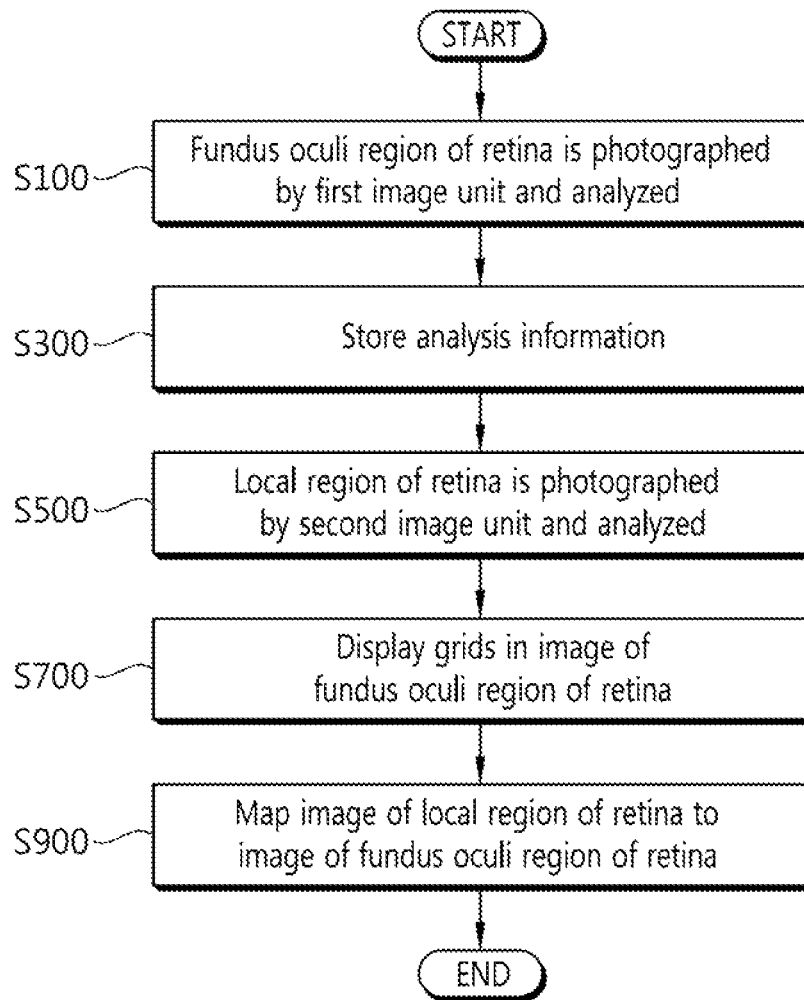 START
Fundus oculi region of retina is photographed
by first image unit and analyzed
S100
Store analysis information
S300
Local region of retina is photographed
by second image unit and analyzed
S500
Display grids in image of
fundus oculi region of retina
S700
Map image of local region of retina to
image of fundus oculi region of retina
S900
END